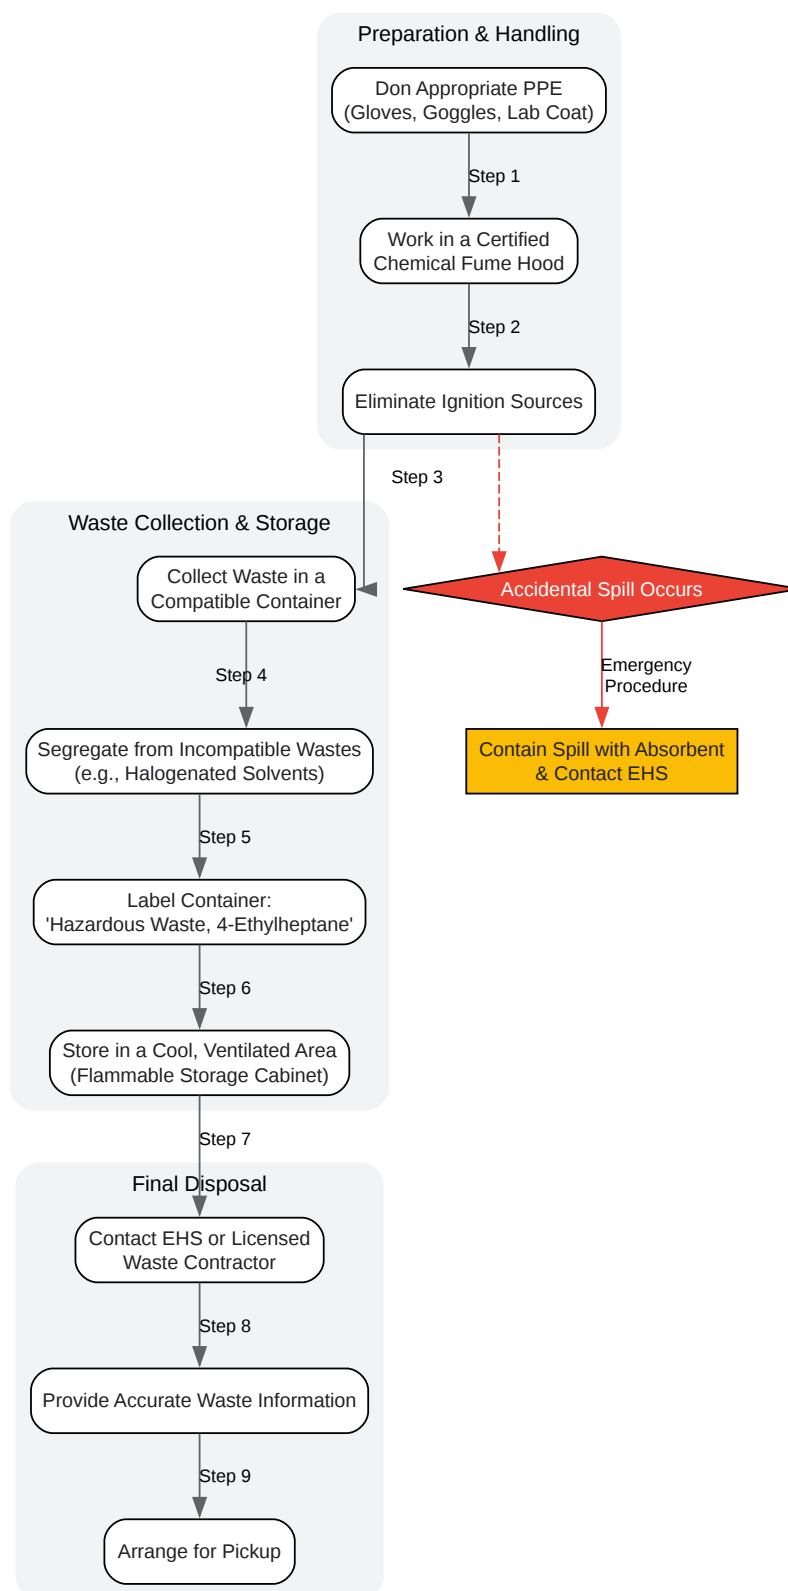 Preparation & Handling
Don Appropriate PPE
(Gloves, Goggles, Lab Coat)
Step 1
Work in a Certified
Chemical Fume Hood
Step 2
Eliminate Ignition Sources
Step 3
Waste Collection & Storage
Collect Waste in a
Compatible Container
Accidental Spill Occurs
Step 4
Emergency
Procedure
Segregate from Incompatible Wastes
(e.g., Halogenated Solvents)
Contain Spill with Absorbent
& Contact EHS
Step 5
Label Container:
'Hazardous Waste, 4-Ethylheptane'
Step 6
Store in a Cool, Ventilated Area
(Flammable Storage Cabinet)
Step 7
Final Disposal
Contact EHS or Licensed
Waste Contractor
Step 8
Provide Accurate Waste Information
Step 9
Arrange for Pickup